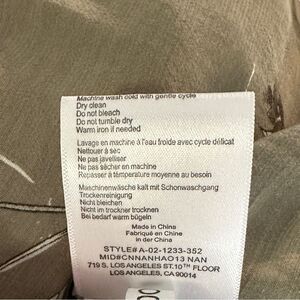 Machine wash cold with gentle cycle
Dry clean
Do not bleach
Do not tumble dry
Warm iron if needed
Lavage en machine à l'eau froide avec cycle délicat
Nettoyer à sec
Ne pas javelliser
Ne pas sécher en machine
Repasser à température moyenne au besoin
Maschinenwäsche kalt mit Schonwaschgang
Trockenreinigung
Nicht bleichen
Nicht im trockner trocknen
Bei bedarf warm bügeln
Made in China
Fabriqué en Chine
in der China
STYLE# A-02-1233-352
MID#CNNANHAO13 NAN
719 S. LOS ANGELES ST.10™ FLOOR
LOS ANGELES, CA 90014